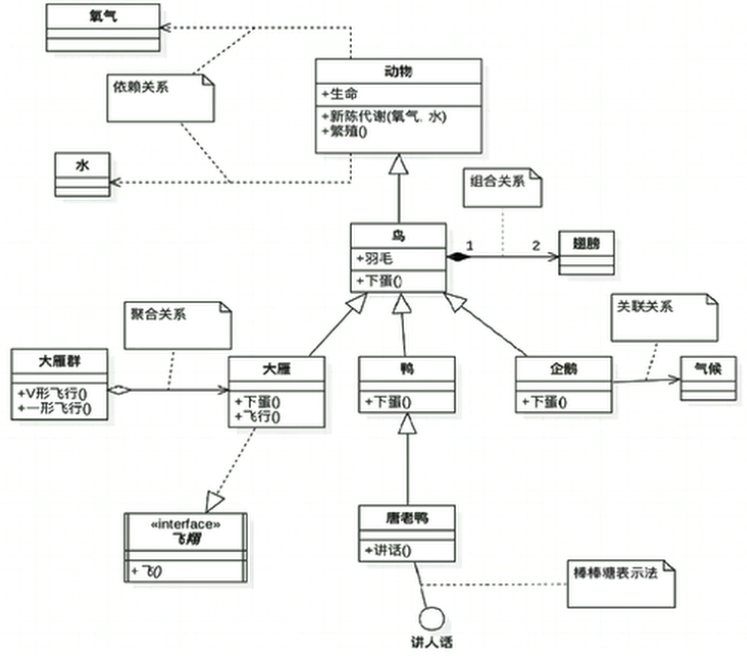 氧气
动物
+生命
+新陈代谢(氧气, 水)
+繁殖()
依赖关系
水
组合关系
鸟
+羽毛
+下蛋()
1
2
翅膀
聚合关系
关联关系
大雁群
+V形飞行()
+一形飞行()
大雁
+下蛋()
+飞行()
鸭
+下蛋()
企鹅
+下蛋()
气候
«interface»
飞翔
+飞()
唐老鸭
+讲话()
棒棒糖表示法
讲人话